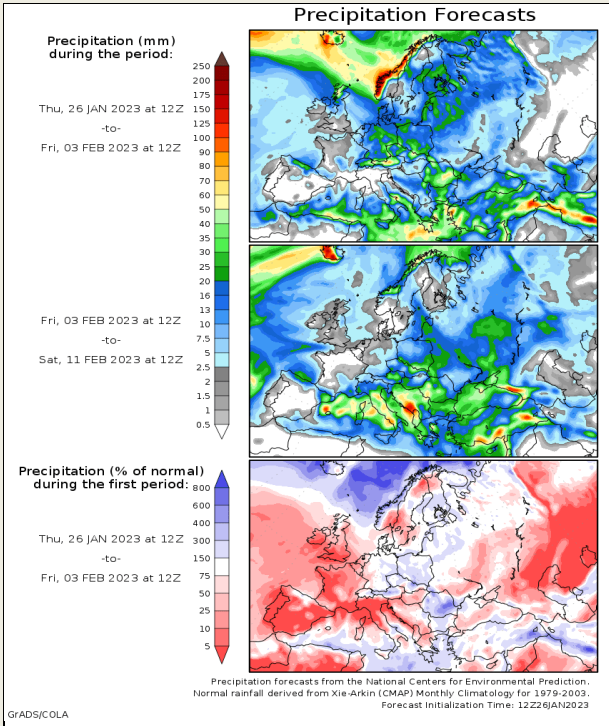 Precipitation Forecasts
Precipitation (mm)
during the period:
Thu, 26 JAN 2023 at 12Z
-to-
Fri, 03 FEB 2023 at 12Z
250
200
175
150
125
100
90
80
70
60
50
40
35
30
25
20
16
13
10
7.5
5
2.5
2
1.5
1
0.5
Fri, 03 FEB 2023 at 12Z
-to-
Sat, 11 FEB 2023 at 12Z
Precipitation (% of normal)
during the first period:
Thu, 26 JAN 2023 at 12Z
-to-
Fri, 03 FEB 2023 at 12Z
800
600
400
300
150
75
50
25
10
5
Precipitation forecasts from the National Centers for Environmental Prediction.
Normal rainfall derived from Xie-Arkin (CMAP) Monthly Climatology for 1979-2003.
Forecast Initialization Time: 12Z26JAN2023
GrADS/COLA